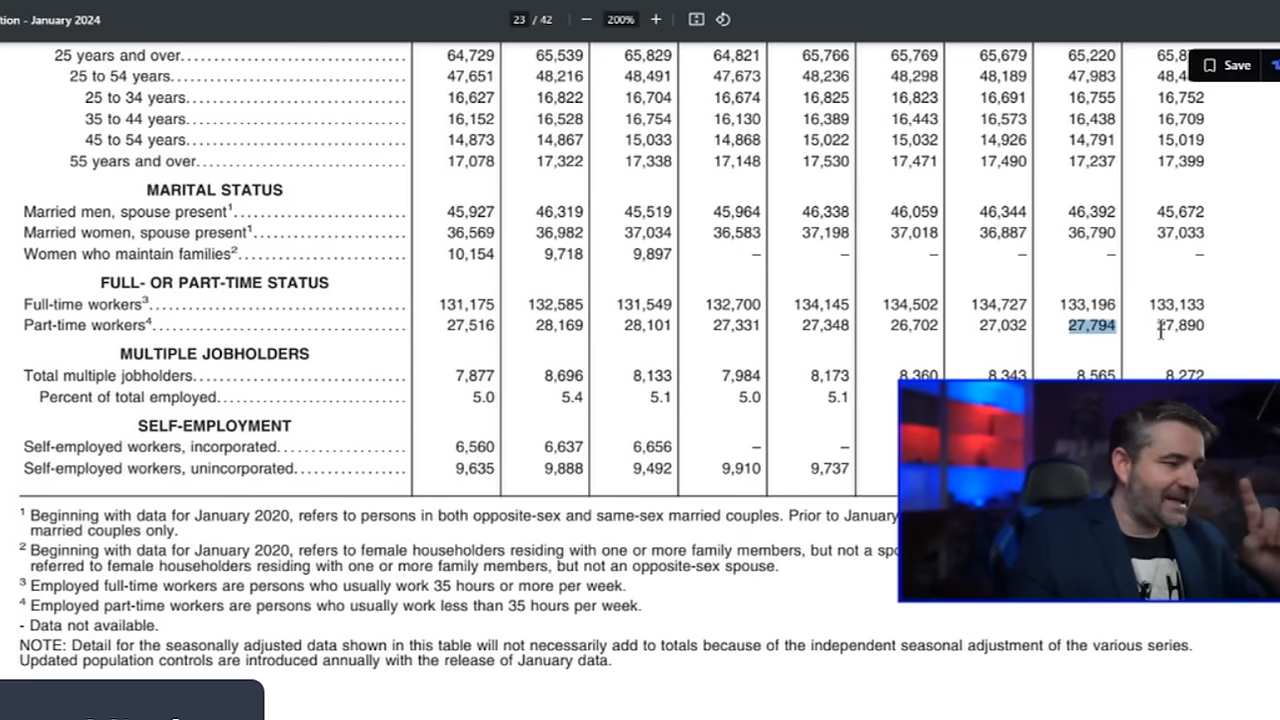 tion - January 2024 23 / 42 − 200% +
Save
25 years and over 64,729 65,539 65,829 64,821 65,766 65,769 65,679 65,220
25 to 54 years 47,651 48,216 48,491 47,673 48,236 48,298 48,189 47,983
25 to 34 years 16,627 16,822 16,704 16,674 16,825 16,823 16,691 16,755 16,752
35 to 44 years 16,152 16,528 16,754 16,130 16,389 16,443 16,573 16,438 16,709
45 to 54 years 14,873 14,867 15,033 14,868 15,022 15,032 14,926 14,791 15,019
55 years and over 17,078 17,322 17,338 17,148 17,530 17,471 17,490 17,237 17,399
MARITAL STATUS
Married men, spouse present¹ 45,927 46,319 45,519 45,964 46,338 46,059 46,344 46,392 45,672
Married women, spouse present¹ 36,569 36,982 37,034 36,583 37,198 37,018 36,887 36,790 37,033
Women who maintain families² 10,154 9,718 9,897 – – – – – –
FULL- OR PART-TIME STATUS
Full-time workers³ 131,175 132,585 131,549 132,700 134,145 134,502 134,727 133,196 133,133
Part-time workers⁴ 27,516 28,169 28,101 27,331 27,348 26,702 27,032 27,794 27,890
MULTIPLE JOBHOLDERS
Total multiple jobholders 7,877 8,696 8,133 7,984 8,173 8,360 8,343 8,565 8,272
Percent of total employed 5.0 5.4 5.1 5.0 5.1
SELF-EMPLOYMENT
Self-employed workers, incorporated 6,560 6,637 6,656 – –
Self-employed workers, unincorporated 9,635 9,888 9,492 9,910 9,737
¹ Beginning with data for January 2020, refers to persons in both opposite-sex and same-sex married couples. Prior to January
married couples only.
² Beginning with data for January 2020, refers to female householders residing with one or more family members, but not a spo
referred to female householders residing with one or more family members, but not an opposite-sex spouse.
³ Employed full-time workers are persons who usually work 35 hours or more per week.
⁴ Employed part-time workers are persons who usually work less than 35 hours per week.
- Data not available.
NOTE: Detail for the seasonally adjusted data shown in this table will not necessarily add to totals because of the independent seasonal adjustment of the various series.
Updated population controls are introduced annually with the release of January data.